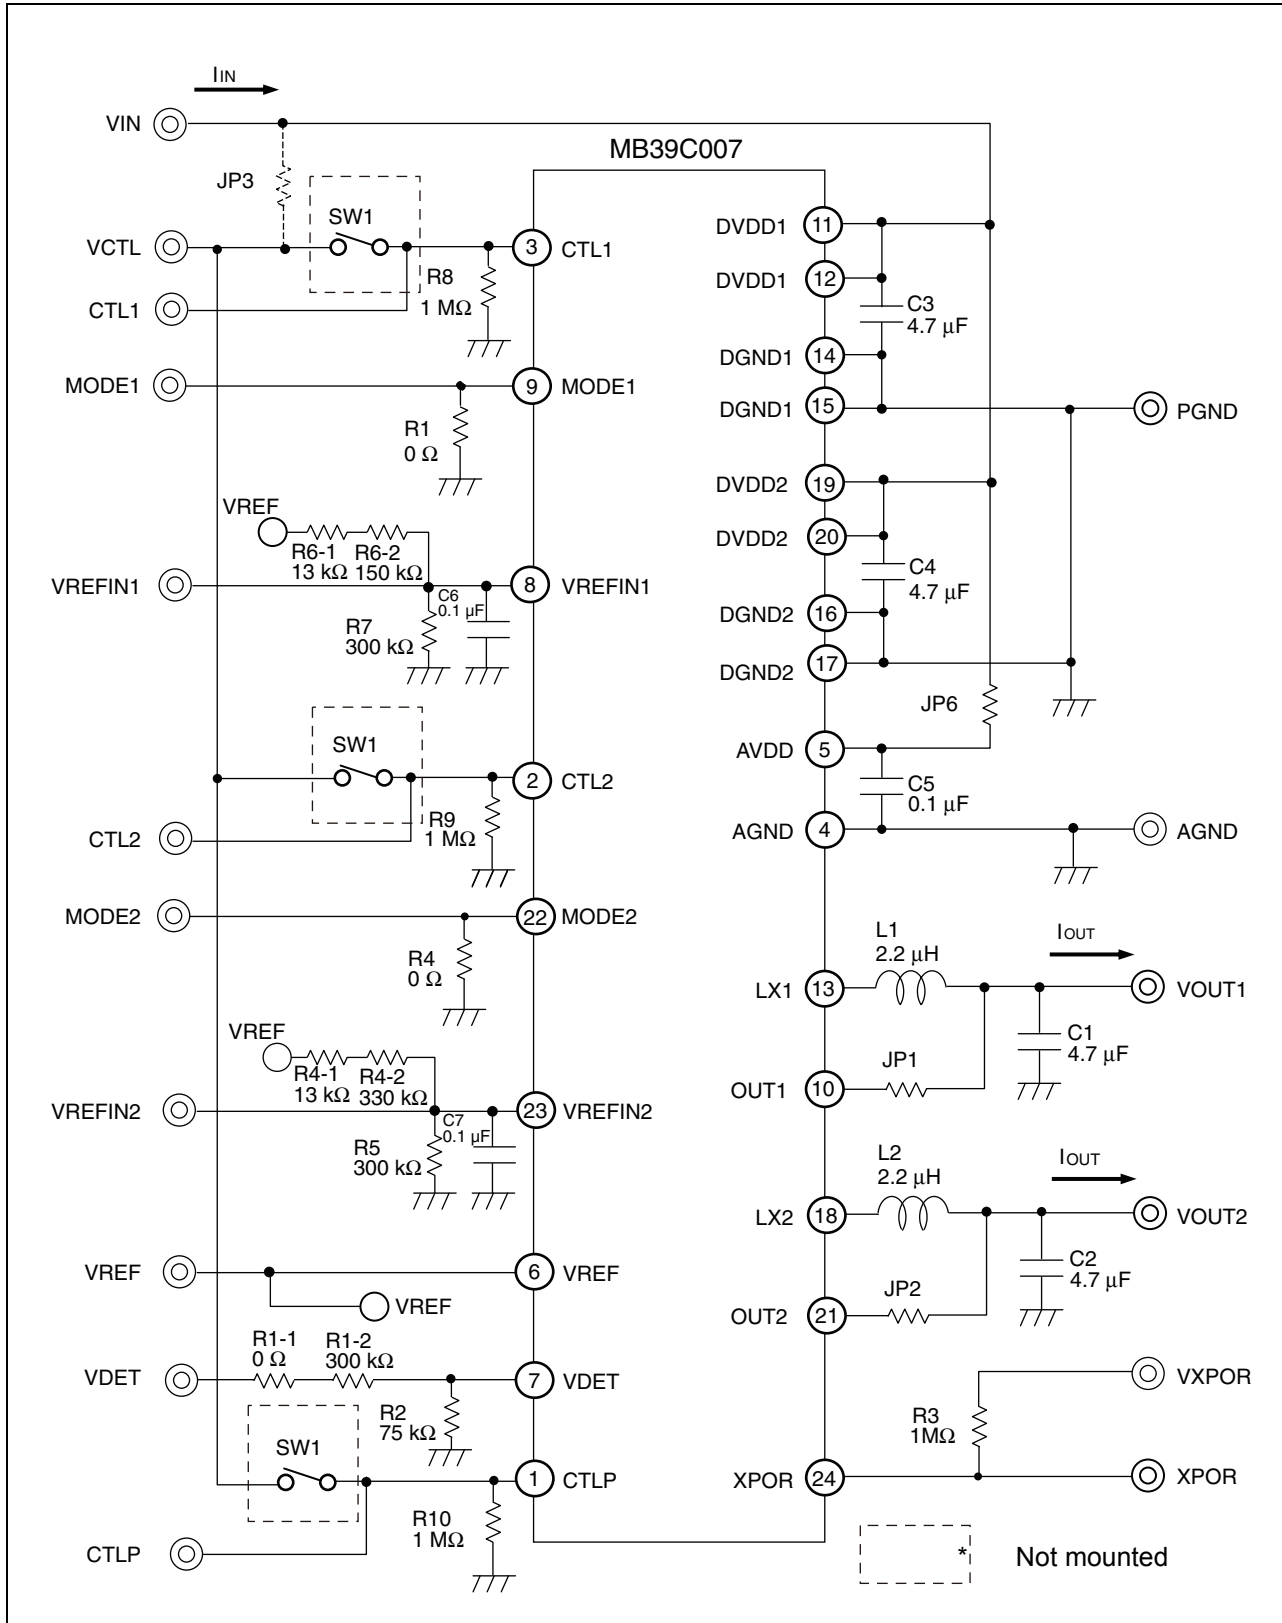 IIN
VIN
MB39C007
JP3
SW1
VCTL
3 CTL1
R8
1 MΩ
CTL1
MODE1
9 MODE1
R1
0 Ω
VREF
R6-1
13 kΩ
R6-2
150 kΩ
VREFIN1
8 VREFIN1
C6
0.1 µF
R7
300 kΩ
SW1
2 CTL2
R9
1 MΩ
CTL2
MODE2
22 MODE2
R4
0 Ω
VREF
R4-1
13 kΩ
R4-2
330 kΩ
VREFIN2
23 VREFIN2
C7
0.1 µF
R5
300 kΩ
VREF
6 VREF
VREF
R1-1
0 Ω
R1-2
300 kΩ
VDET
7 VDET
R2
75 kΩ
SW1
1 CTLP
R10
1 MΩ
CTLP
DVDD1 11
DVDD1 12
C3
4.7 µF
DGND1 14
DGND1 15
PGND
DVDD2 19
DVDD2 20
C4
4.7 µF
DGND2 16
DGND2 17
JP6
AVDD 5
C5
0.1 µF
AGND 4
AGND
L1
2.2 µH
IOUT
LX1 13
VOUT1
C1
4.7 µF
JP1
OUT1 10
L2
2.2 µH
IOUT
LX2 18
VOUT2
C2
4.7 µF
JP2
OUT2 21
VXPOR
R3
1MΩ
XPOR 24
XPOR
* Not mounted